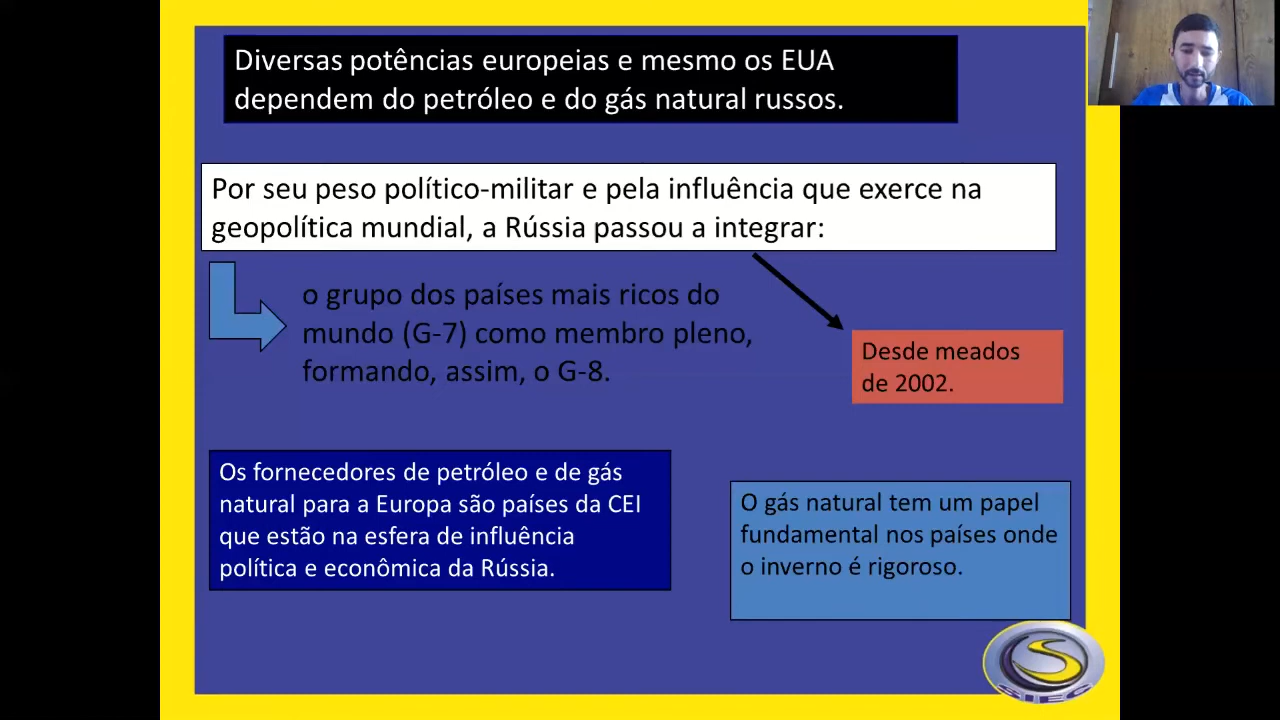 Diversas potências europeias e mesmo os EUA
dependem do petróleo e do gás natural russos.
Por seu peso político-militar e pela influência que exerce na
geopolítica mundial, a Rússia passou a integrar:
o grupo dos países mais ricos do
mundo (G-7) como membro pleno,
formando, assim, o G-8.
Desde meados
de 2002.
Os fornecedores de petróleo e de gás
natural para a Europa são países da CEI
que estão na esfera de influência
política e econômica da Rússia.
O gás natural tem um papel
fundamental nos países onde
o inverno é rigoroso.